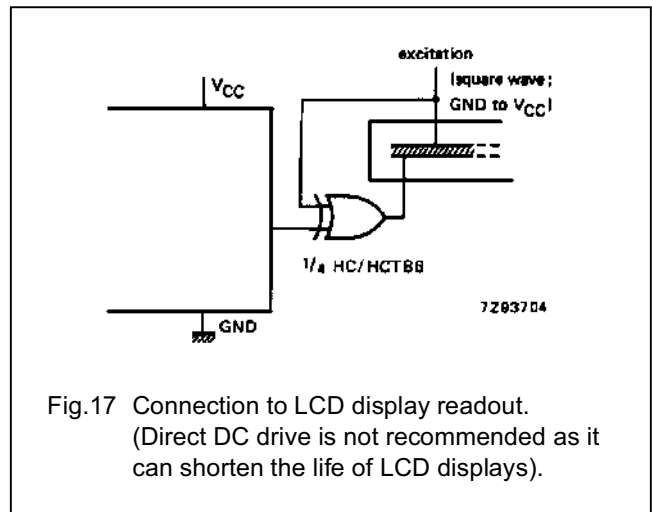 excitation
(square wave;
GND to VCC)
VCC
1/4 HC/HCT86
7Z93704
GND
Fig.17 Connection to LCD display readout.
(Direct DC drive is not recommended as it
can shorten the life of LCD displays).